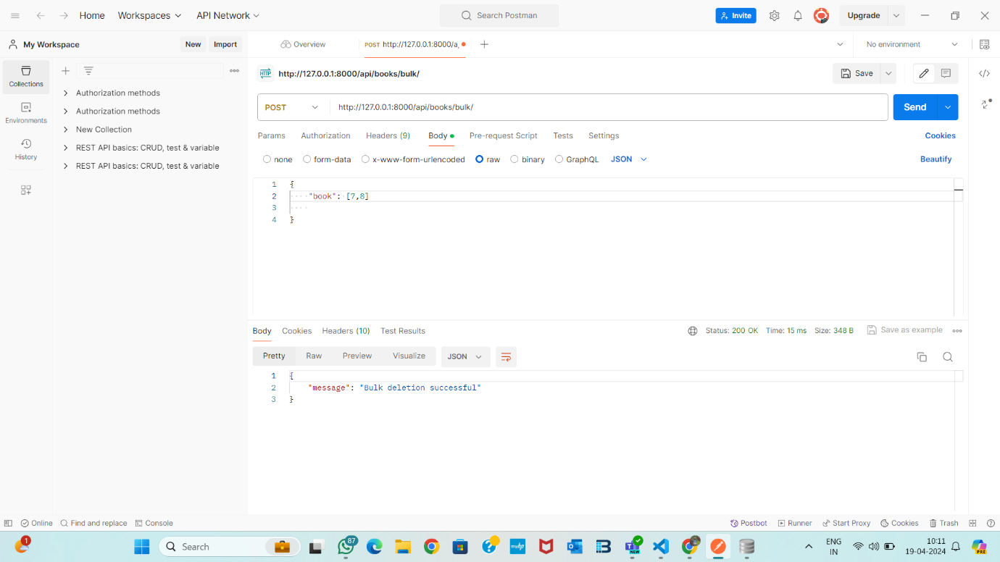 Home
Workspaces
API Network
Search Postman
Invite
Upgrade
My Workspace
New
Import
Overview
POST http://127.0.0.1:8000/a
No environment
Collections
Environments
History
Authorization methods
Authorization methods
New Collection
REST API basics: CRUD, test & variable
REST API basics: CRUD, test & variable
HTTP http://127.0.0.1:8000/api/books/bulk/
Save
POST http://127.0.0.1:8000/api/books/bulk/
Send
Params Authorization Headers (9) Body Pre-request Script Tests Settings
Cookies
none form-data x-www-form-urlencoded raw binary GraphQL JSON
Beautify
1 {
2 "book": [7,8]
3
4 }
Body Cookies Headers (10) Test Results
Status: 200 OK Time: 15 ms Size: 348 B
Save as example
Pretty Raw Preview Visualize JSON
1 {
2 "message": "Bulk deletion successful"
3 }
Online Find and replace Console
Postbot Runner Start Proxy Cookies Trash
1
Search
87
myhp
NEW
ENG
IN
10:11
19-04-2024
PRE